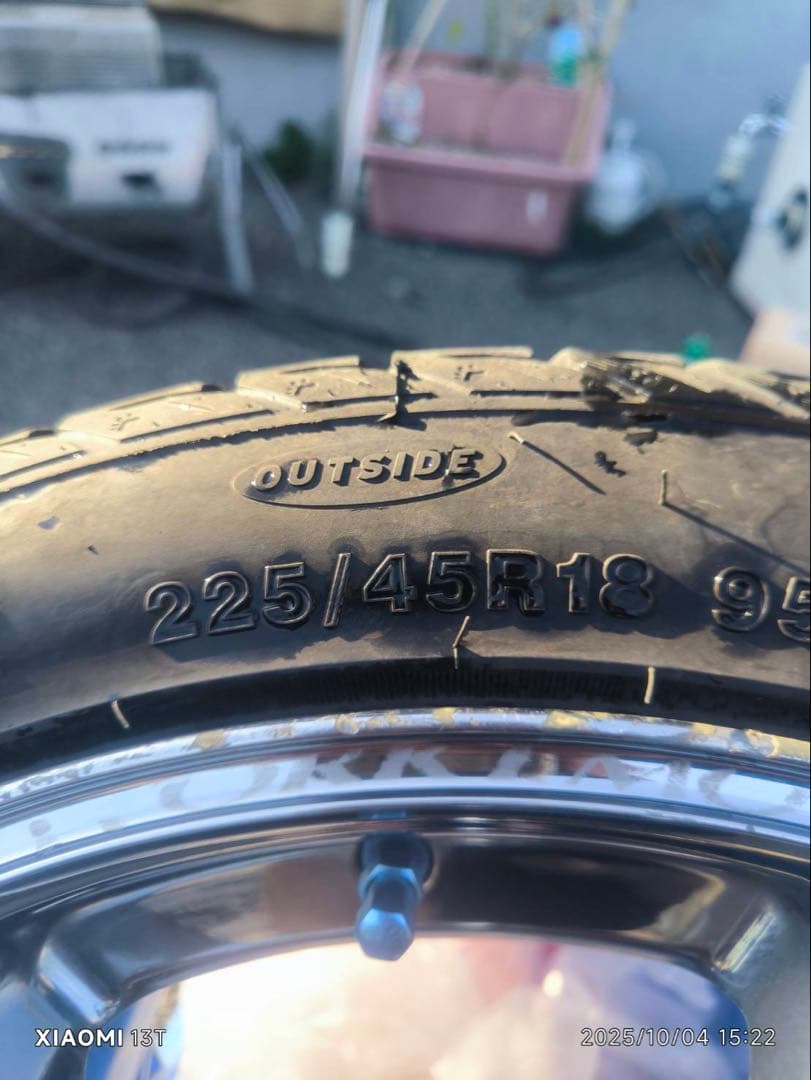 OUTSIDE
225/45R18 95
XIAOMI 13T
2025/10/04 15:22